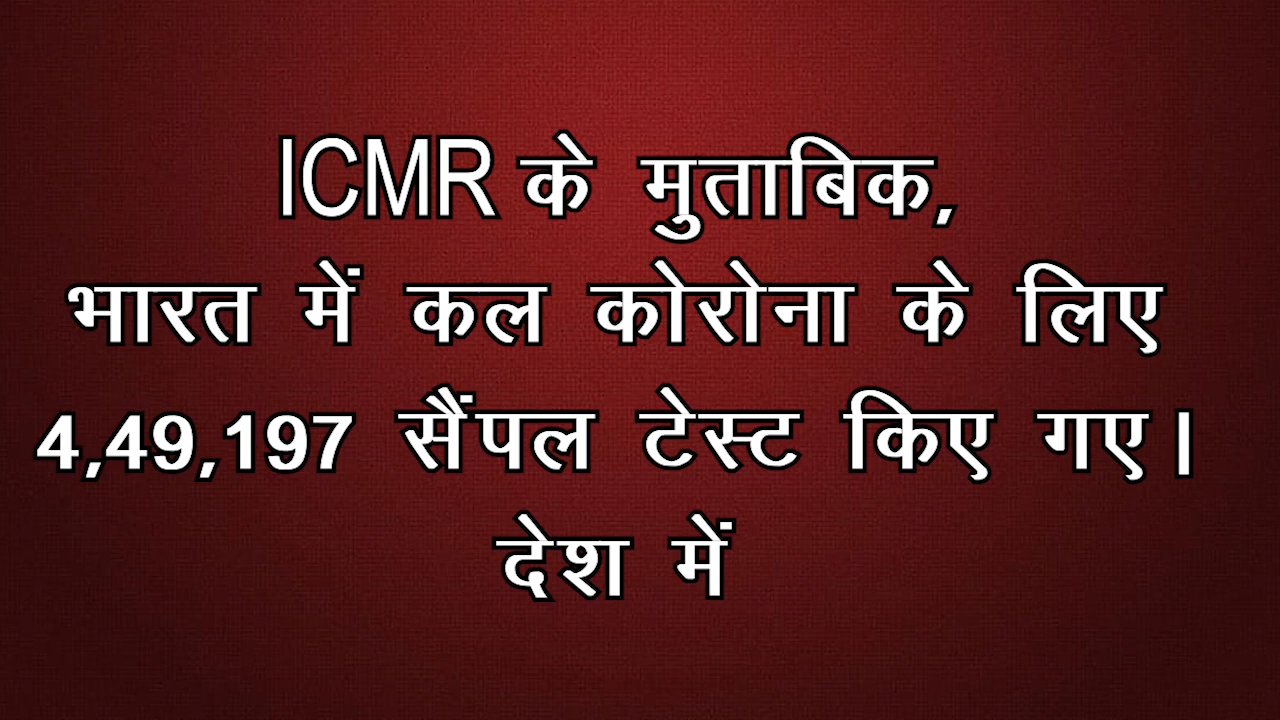 ICMR के मुताबिक,
भारत में कल कोरोना के लिए
4,49,197 सैंपल टेस्ट किए गए।
देश में